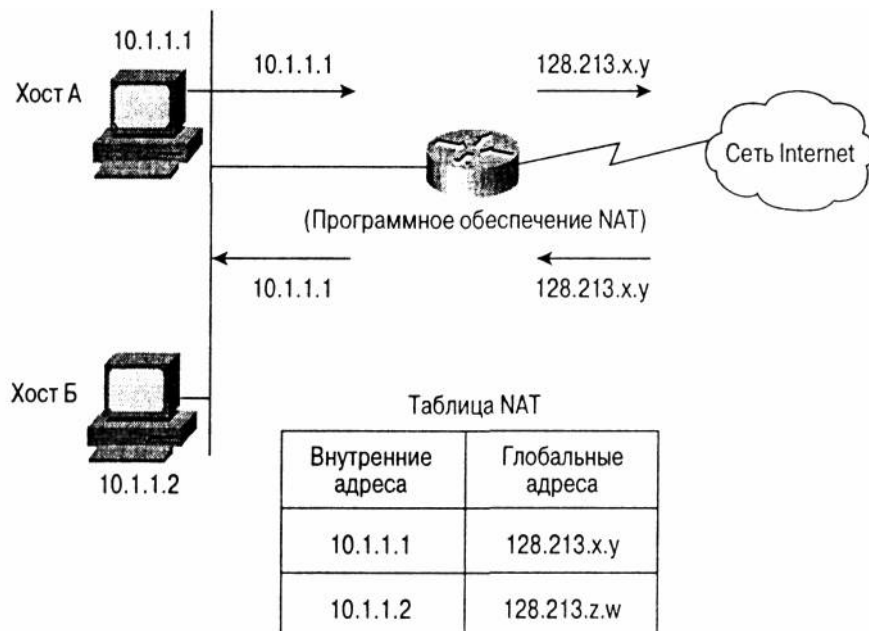 10.1.1.1
Хост А
10.1.1.1
128.213.x.y
Сеть Internet
(Программное обеспечение NAT)
10.1.1.1
128.213.x.y
Хост Б
10.1.1.2
Таблица NAT
Внутренние адреса
Глобальные адреса
10.1.1.1
128.213.x.y
10.1.1.2
128.213.z.w